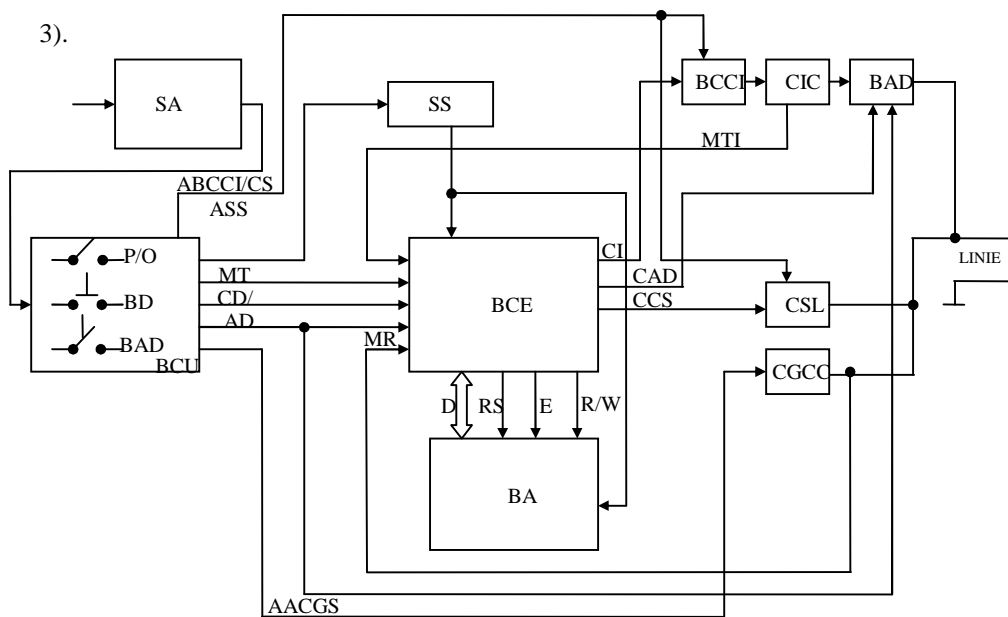 3).
SA
SS
BCCI
CIC
BAD
MTI
ABCCI/CS
ASS
P/O
BD
BAD
BCU
MT
CD/
AD
MR
BCE
CI
CAD
CCS
CSL
CGCC
LINIE
D
RS
E
R/W
BA
AACGS